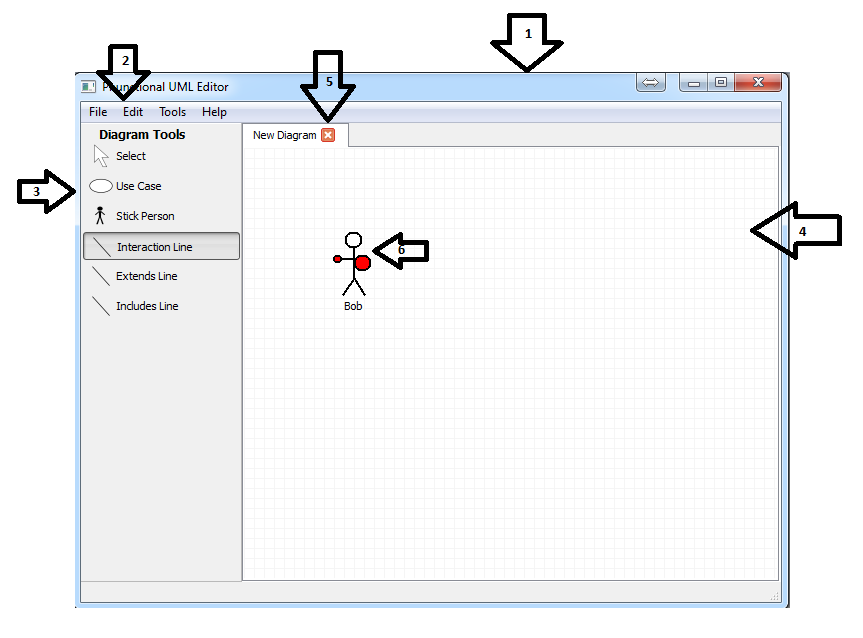 1
2
5
UML Editor
File Edit Tools Help
Diagram Tools
New Diagram
Select
3
Use Case
Stick Person
4
Interaction Line
6
Extends Line
Includes Line
Bob